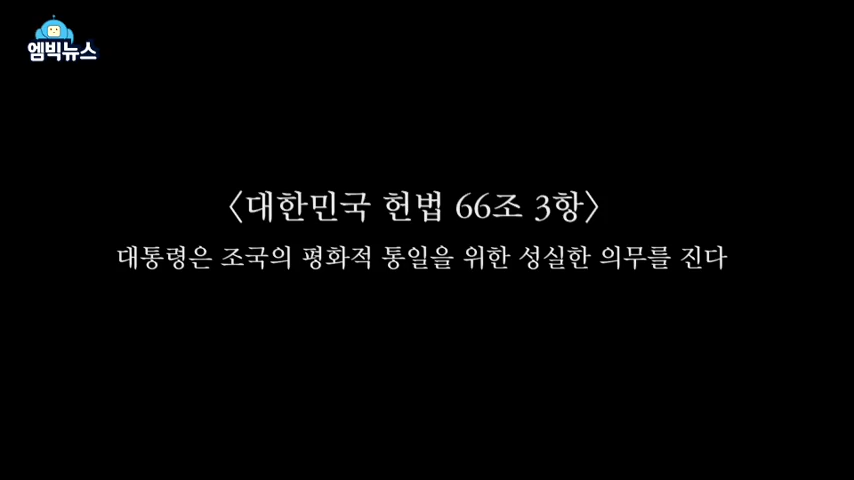 엠빅뉴스
〈대한민국 헌법 66조 3항〉
대통령은 조국의 평화적 통일을 위한 성실한 의무를 진다